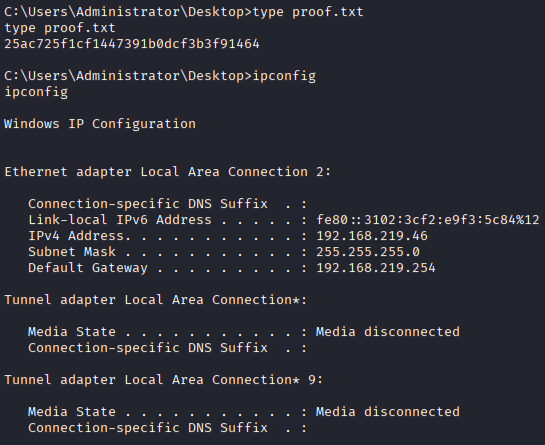 C:\Users\Administrator\Desktop>type proof.txt
type proof.txt
25ac725f1cf1447391b0dcf3b3f91464
C:\Users\Administrator\Desktop>ipconfig
ipconfig
Windows IP Configuration
Ethernet adapter Local Area Connection 2:
Connection-specific DNS Suffix  . :
Link-local IPv6 Address . . . . . : fe80::3102:3cf2:e9f3:5c84%12
IPv4 Address. . . . . . . . . . . : 192.168.219.46
Subnet Mask . . . . . . . . . . . : 255.255.255.0
Default Gateway . . . . . . . . . : 192.168.219.254
Tunnel adapter Local Area Connection*:
Media State . . . . . . . . . . . : Media disconnected
Connection-specific DNS Suffix  . :
Tunnel adapter Local Area Connection* 9:
Media State . . . . . . . . . . . : Media disconnected
Connection-specific DNS Suffix  . :